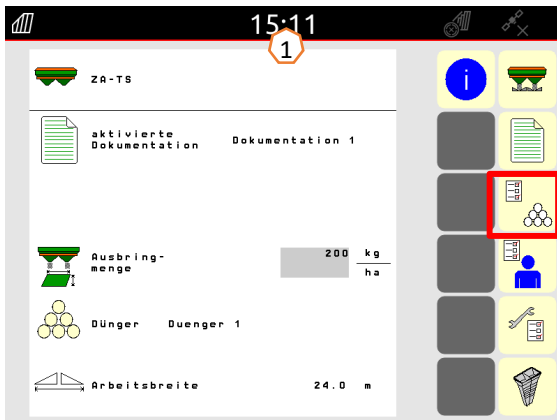 15:11
1
ZA-TS
i
aktivierte
Dokumentation Dokumentation 1
Ausbring-
menge
200 kg
ha
Dünger Duenger 1
Arbeitsbreite 24.0 m